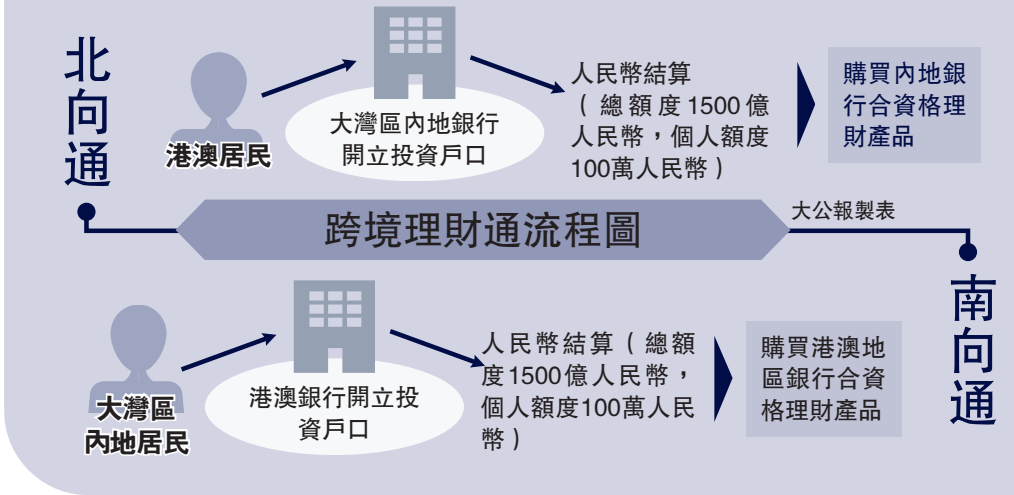 北向通
港澳居民
大灣區內地銀行
開立投資戶口
人民幣結算
(總額度1500億
人民幣，個人額度
100萬人民幣)
購買內地銀
行合資格理
財產品
跨境理財通流程圖
大公報製表
南向通
大灣區
內地居民
港澳銀行開立投
資戶口
人民幣結算(總額
度1500億人民幣，
個人額度100萬人民
幣)
購買港澳地
區銀行合資
格理財產品